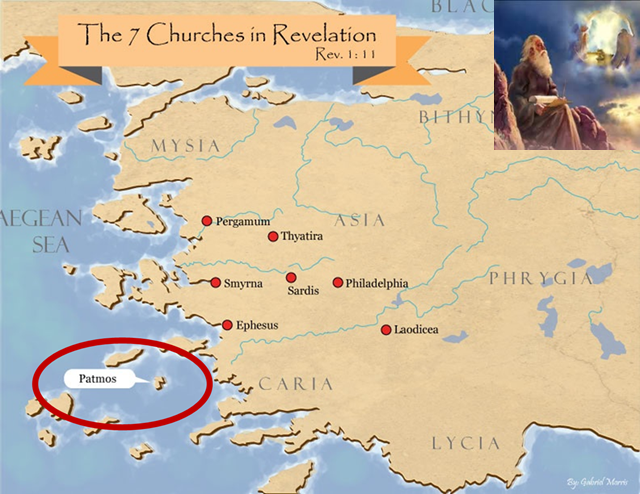 The 7 Churches in Revelation
Rev. 1:11
BLAC
BITHYN
MYSIA
AEGEAN
SEA
Pergamum
ASIA
Thyatira
Smyrna
Sardis
Philadelphia
PHRYGIA
Ephesus
Laodicea
Patmos
CARIA
LYCIA
By: Gabriel Morris